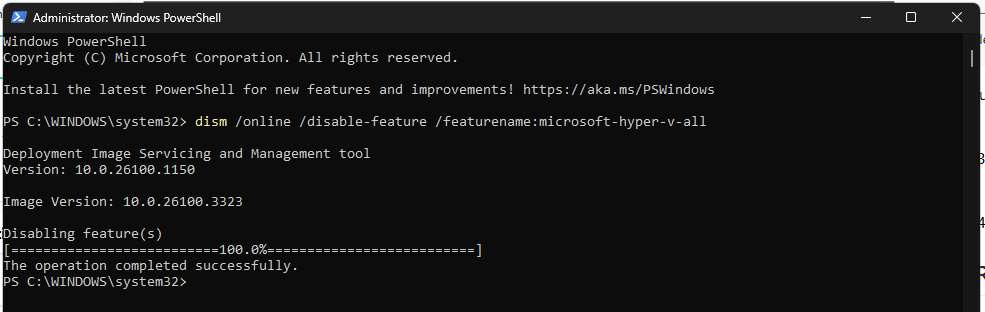 Administrator: Windows PowerShell
Windows PowerShell
Copyright (C) Microsoft Corporation. All rights reserved.
Install the latest PowerShell for new features and improvements! https://aka.ms/PSWindows
PS C:\WINDOWS\system32> dism /online /disable-feature /featurename:microsoft-hyper-v-all
Deployment Image Servicing and Management tool
Version: 10.0.26100.1150
Image Version: 10.0.26100.3323
Disabling feature(s)
[==========================100.0%==========================]
The operation completed successfully.
PS C:\WINDOWS\system32>